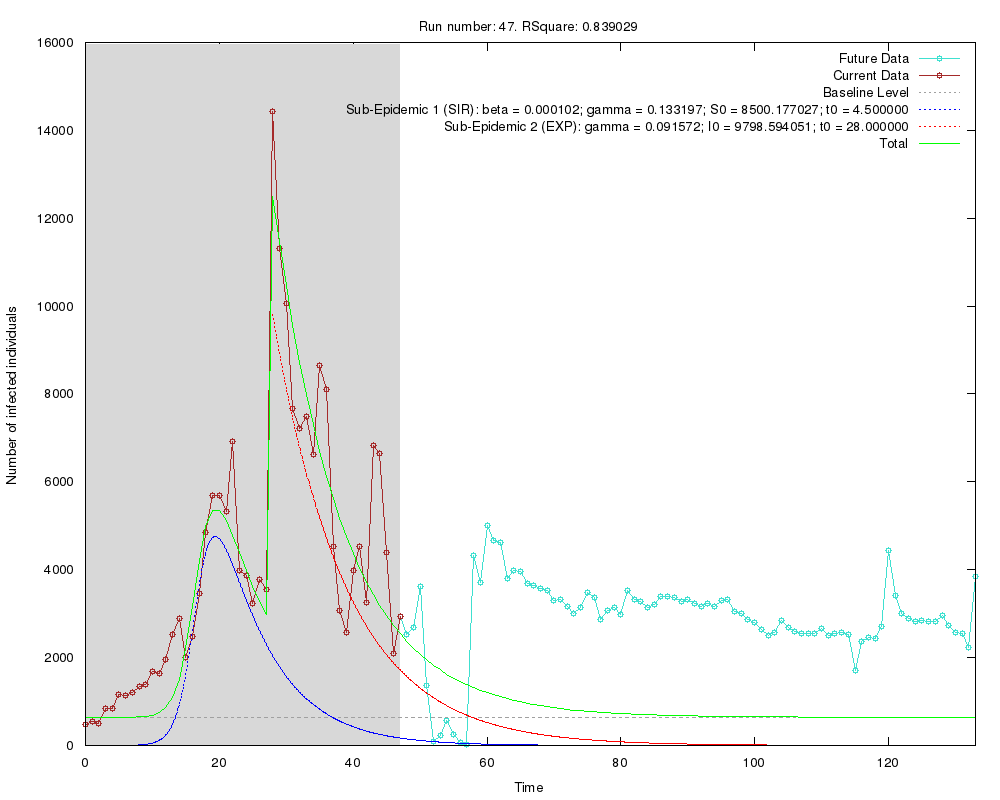 Run number: 47. RSquare: 0.839029
16000
14000
12000
10000
8000
6000
4000
2000
0
Number of infected individuals
Future Data
Current Data
Baseline Level
Sub-Epidemic 1 (SIR): beta = 0.000102; gamma = 0.133197; S0 = 8500.177027; t0 = 4.500000
Sub-Epidemic 2 (EXP): gamma = 0.091572; I0 = 9798.594051; t0 = 28.000000
Total
0 20 40 60 80 100 120
Time